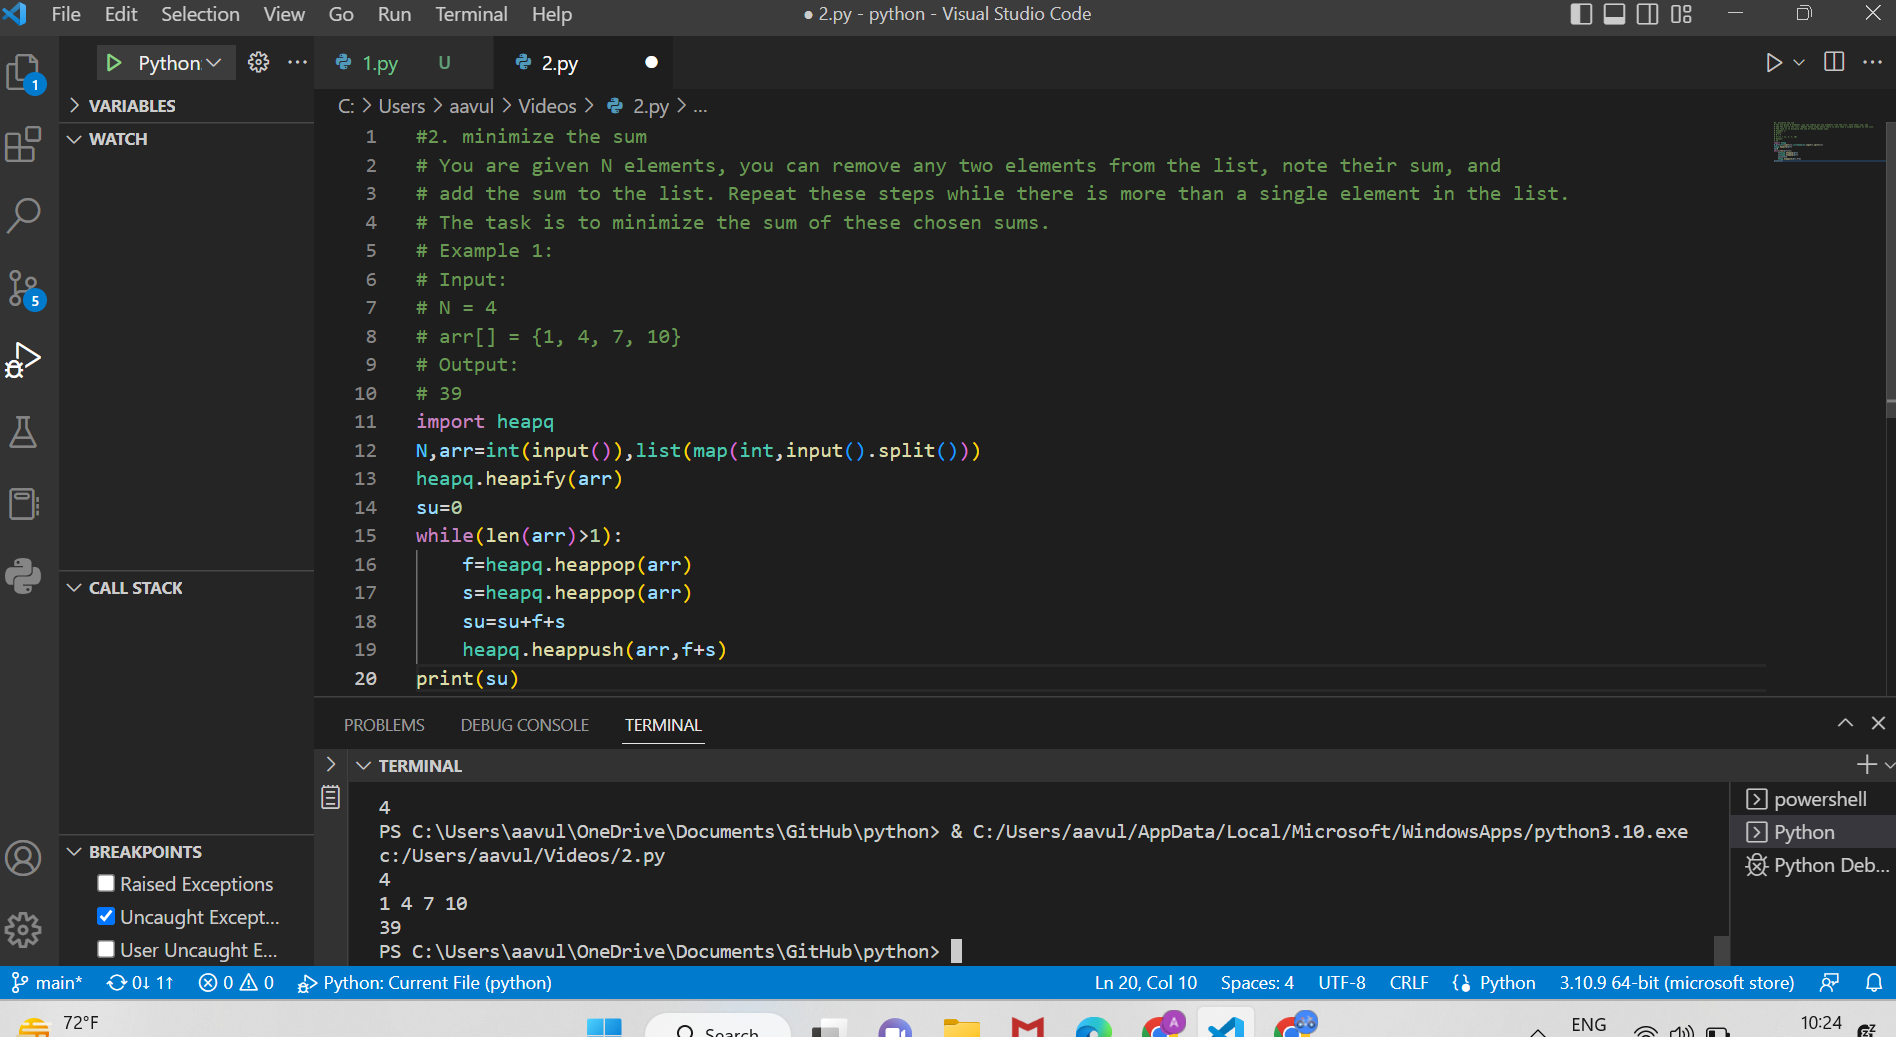 File Edit Selection View Go Run Terminal Help
● 2.py - python - Visual Studio Code
1
Python
1.py U
2.py
VARIABLES
C: > Users > aavul > Videos > 2.py > ...
WATCH
1 #2. minimize the sum
2 # You are given N elements, you can remove any two elements from the list, note their sum, and
3 # add the sum to the list. Repeat these steps while there is more than a single element in the list.
4 # The task is to minimize the sum of these chosen sums.
5 # Example 1:
6 # Input:
7 # N = 4
8 # arr[] = {1, 4, 7, 10}
9 # Output:
10 # 39
11 import heapq
12 N,arr=int(input()),list(map(int,input().split()))
13 heapq.heapify(arr)
14 su=0
15 while(len(arr)>1):
16 f=heapq.heappop(arr)
17 s=heapq.heappop(arr)
18 su=su+f+s
19 heapq.heappush(arr,f+s)
20 print(su)
5
CALL STACK
BREAKPOINTS
Raised Exceptions
Uncaught Except...
User Uncaught E...
PROBLEMS DEBUG CONSOLE TERMINAL
TERMINAL
4
PS C:\Users\aavul\OneDrive\Documents\GitHub\python> & C:/Users/aavul/AppData/Local/Microsoft/WindowsApps/python3.10.exe
c:/Users/aavul/Videos/2.py
4
1 4 7 10
39
PS C:\Users\aavul\OneDrive\Documents\GitHub\python>
powershell
Python
Python Deb...
main* 0↓ 1↑ 0 0 Python: Current File (python)
Ln 20, Col 10 Spaces: 4 UTF-8 CRLF Python 3.10.9 64-bit (microsoft store)
72°F
Search
A
ENG
10:24